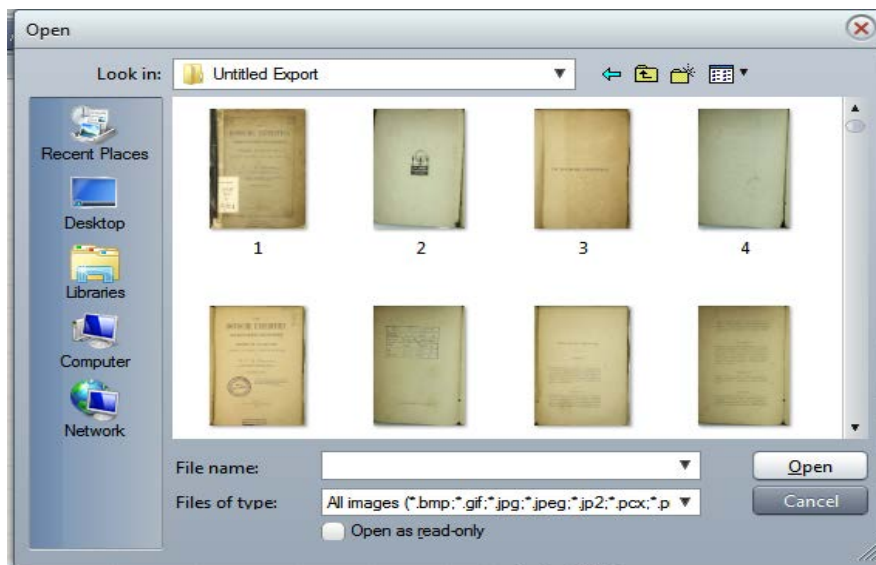 Open
Look in:
Untitled Export
Recent Places
Desktop
Libraries
Computer
Network
1
2
3
4
File name:
Files of type:
All images (*.bmp;*.gif;*.jpg;*.jpeg;*.jp2;*.pcx;*.p
Open as read-only
Open
Cancel